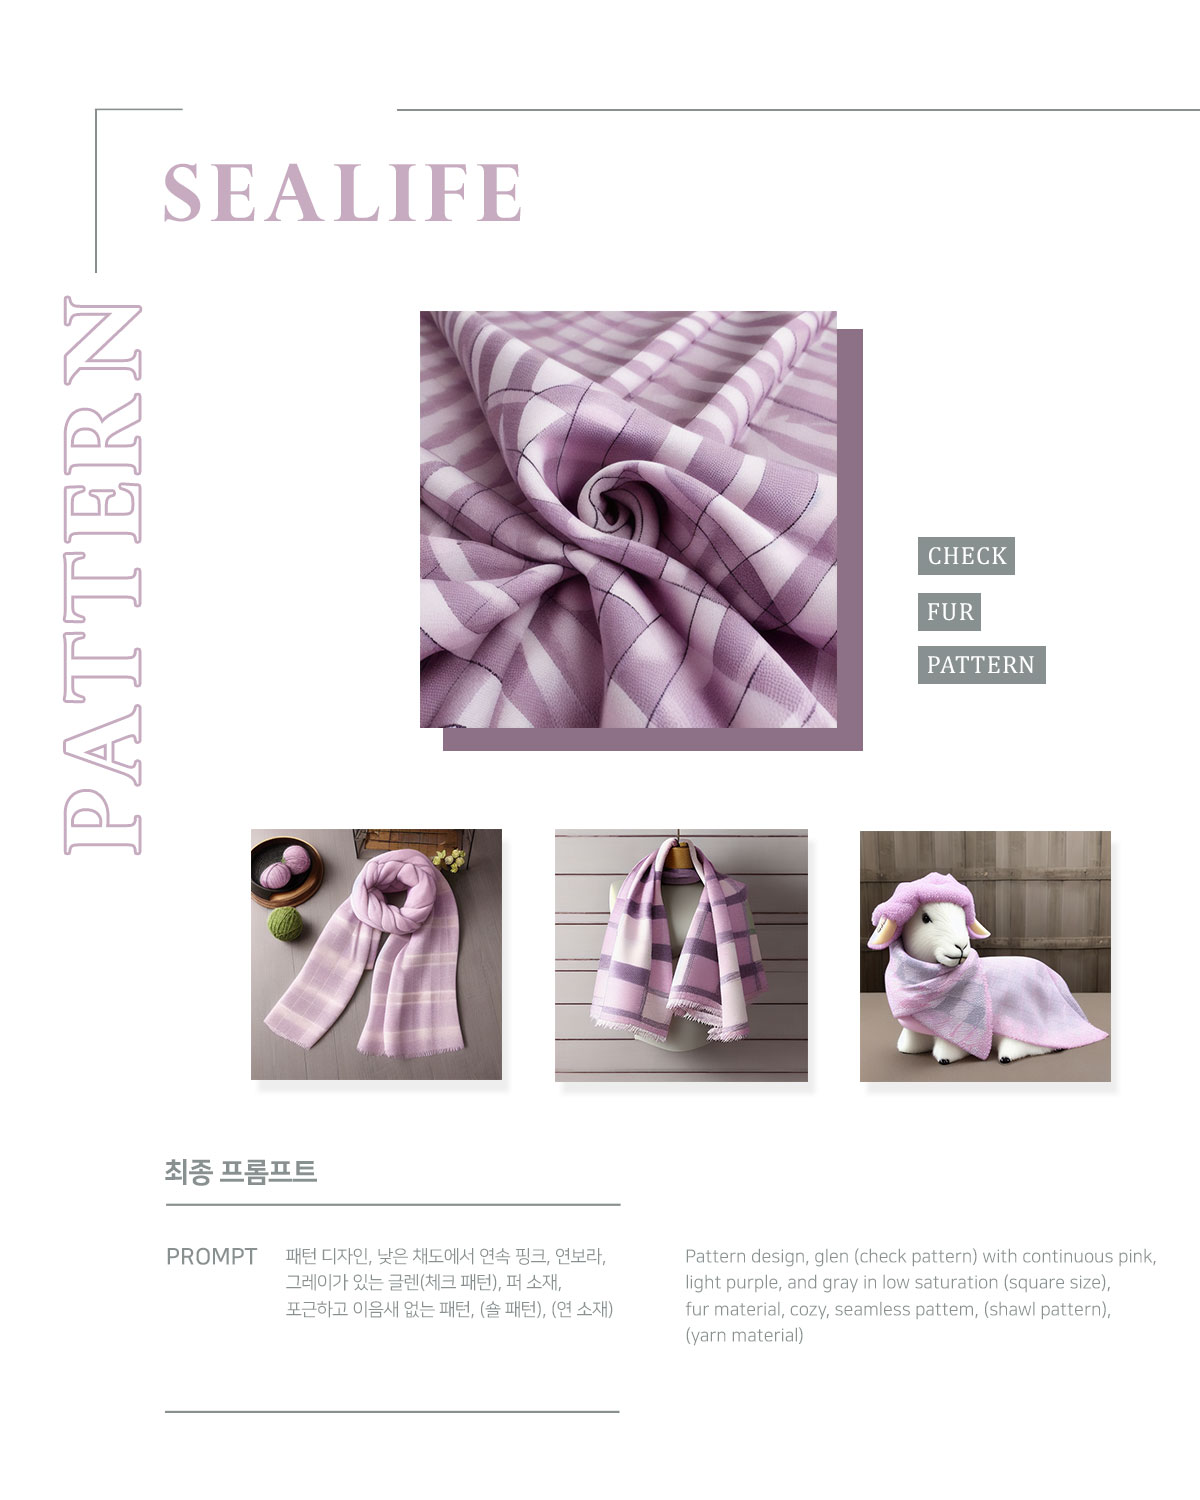 SEALIFE
PATTERN
CHECK
FUR
PATTERN
최종 프롬프트
PROMPT
패턴 디자인, 낮은 채도에서 연속 핑크, 연보라,
그레이가 있는 글렌(체크 패턴), 퍼 소재,
포근하고 이음새 없는 패턴, (숄 패턴), (연 소재)
Pattern design, glen (check pattern) with continuous pink,
light purple, and gray in low saturation (square size),
fur material, cozy, seamless pattem, (shawl pattern),
(yarn material)